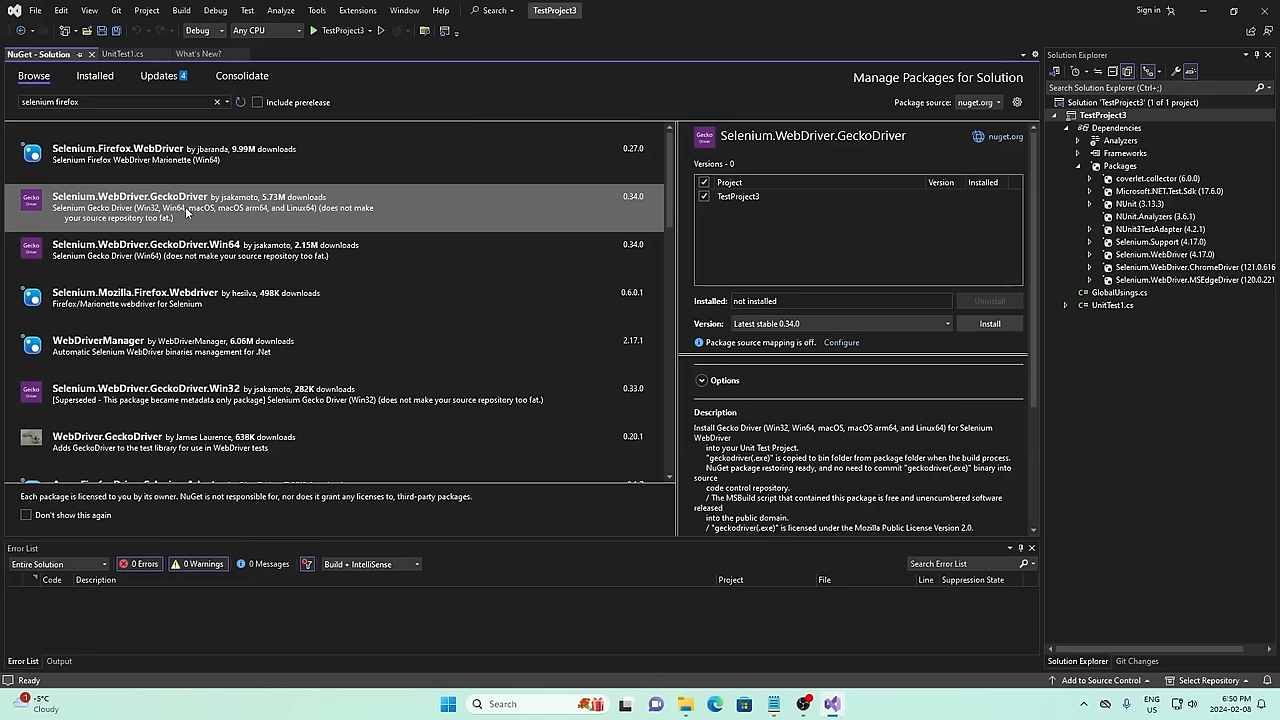 File Edit View Git Project Build Debug Test Analyze Tools Extensions Window Help Search TestProject3 Sign in
Debug Any CPU TestProject3
NuGet - Solution UnitTest1.cs What's New?
Browse Installed Updates 4 Consolidate Manage Packages for Solution
selenium firefox Include prerelease Package source: nuget.org
Selenium.Firefox.WebDriver by jbaranda, 9.99M downloads 0.27.0
Selenium Firefox WebDriver Marionette (Win64)
Selenium.WebDriver.GeckoDriver by jsakamoto, 5.73M downloads 0.34.0
Selenium Gecko Driver (Win32, Win64, macOS, macOS arm64, and Linux64) (does not make
your source repository too fat.)
Selenium.WebDriver.GeckoDriver.Win64 by jsakamoto, 2.15M downloads 0.34.0
Selenium Gecko Driver (Win64) (does not make your source repository too fat.)
Selenium.Mozilla.Firefox.Webdriver by hesilva, 498K downloads 0.6.0.1
Firefox/Marionette webdriver for Selenium
WebDriverManager by WebDriverManager, 6.06M downloads 2.17.1
Automatic Selenium WebDriver binaries management for .Net
Selenium.WebDriver.GeckoDriver.Win32 by jsakamoto, 282K downloads 0.33.0
[Superseded - This package became metadata only package] Selenium Gecko Driver (Win32) (does not make your source repository too fat.)
WebDriver.GeckoDriver by James Laurence, 638K downloads 0.20.1
Adds GeckoDriver to the test library for use in WebDriver tests
Each package is licensed to you by its owner. NuGet is not responsible for, nor does it grant any licenses to, third-party packages.
Don't show this again
Gecko Driver Selenium.WebDriver.GeckoDriver nuget.org
Versions - 0
Project Version Installed
TestProject3
Installed: not installed Uninstall
Version: Latest stable 0.34.0 Install
Package source mapping is off. Configure
Options
Description
Install Gecko Driver (Win32, Win64, macOS, macOS arm64, and Linux64) for Selenium
WebDriver
into your Unit Test Project.
"geckodriver(.exe)" is copied to bin folder from package folder when the build process.
NuGet package restoring ready, and no need to commit "geckodriver(.exe)" binary into
source
code control repository.
/ The MSBuild script that contained this package is free and unencumbered software
released
into the public domain.
/ "geckodriver(.exe)" is licensed under the Mozilla Public License Version 2.0.
Solution Explorer
Search Solution Explorer (Ctrl+;)
Solution 'TestProject3' (1 of 1 project)
TestProject3
Dependencies
Analyzers
Frameworks
Packages
coverlet.collector (6.0.0)
Microsoft.NET.Test.Sdk (17.6.0)
NUnit (3.13.3)
NUnit.Analyzers (3.6.1)
NUnit3TestAdapter (4.2.1)
Selenium.Support (4.17.0)
Selenium.WebDriver (4.17.0)
Selenium.WebDriver.ChromeDriver (121.0.616
Selenium.WebDriver.MSEdgeDriver (120.0.221
GlobalUsings.cs
UnitTest1.cs
Error List
Entire Solution 0 Errors 0 Warnings 0 Messages Build + IntelliSense Search Error List
Code Description Project File Line Suppression State
Error List Output
Solution Explorer Git Changes
Ready Add to Source Control Select Repository
1 -5°C
Cloudy
Search
ENG
US
6:50 PM
2024-02-08